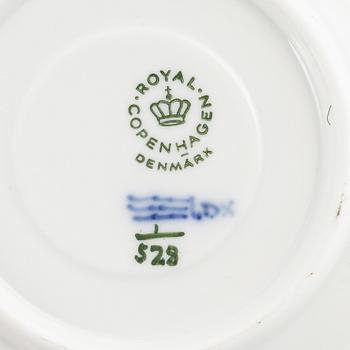 ROYAL
COPENHAGEN
DENMARK
1
528